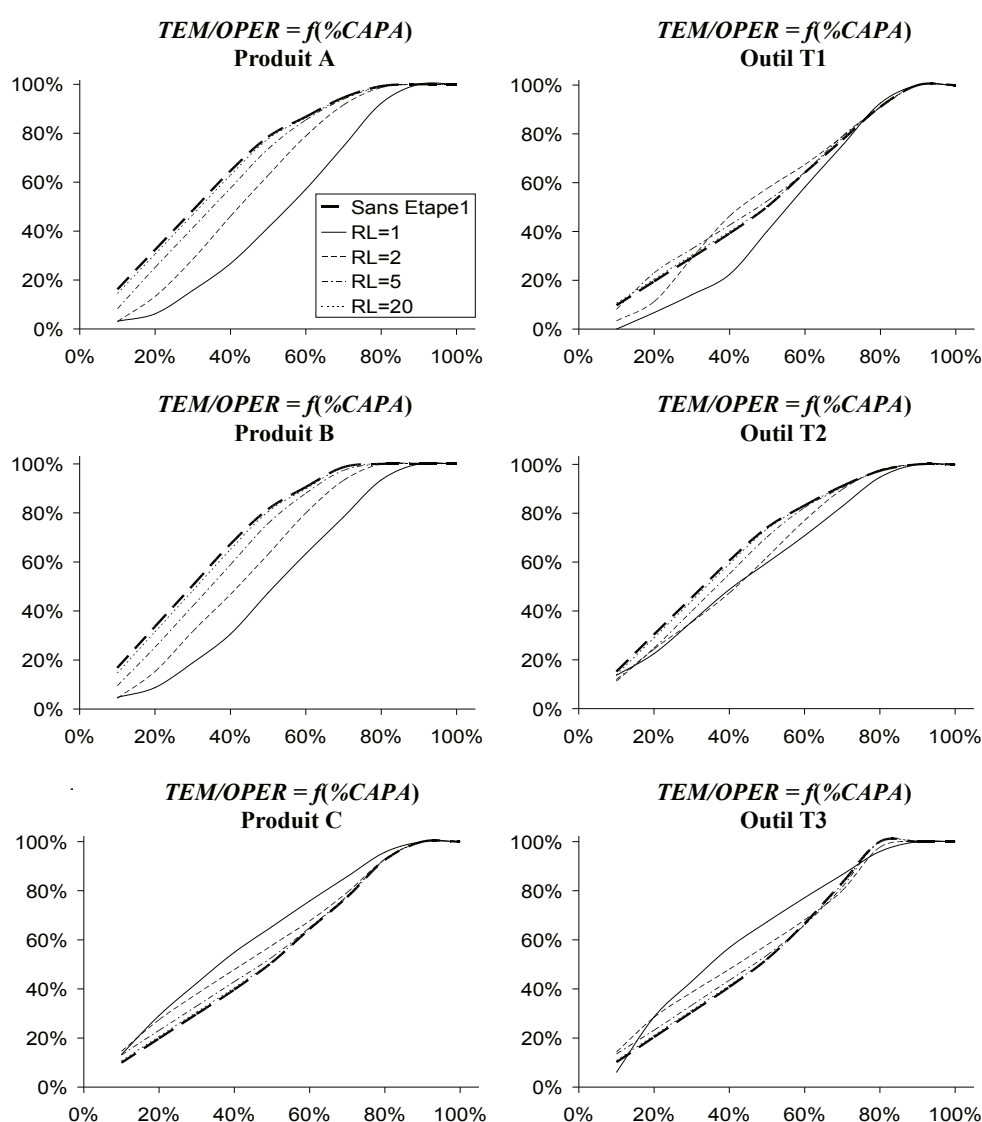 TEM/OPER = f(%CAPA)
Produit A
100%
80%
60%
40%
20%
0%
0% 20% 40% 60% 80% 100%
Sans Etape1
RL=1
RL=2
RL=5
RL=20
TEM/OPER = f(%CAPA)
Outil T1
100%
80%
60%
40%
20%
0%
0% 20% 40% 60% 80% 100%
TEM/OPER = f(%CAPA)
Produit B
100%
80%
60%
40%
20%
0%
0% 20% 40% 60% 80% 100%
TEM/OPER = f(%CAPA)
Outil T2
100%
80%
60%
40%
20%
0%
0% 20% 40% 60% 80% 100%
TEM/OPER = f(%CAPA)
Produit C
100%
80%
60%
40%
20%
0%
0% 20% 40% 60% 80% 100%
TEM/OPER = f(%CAPA)
Outil T3
100%
80%
60%
40%
20%
0%
0% 20% 40% 60% 80% 100%